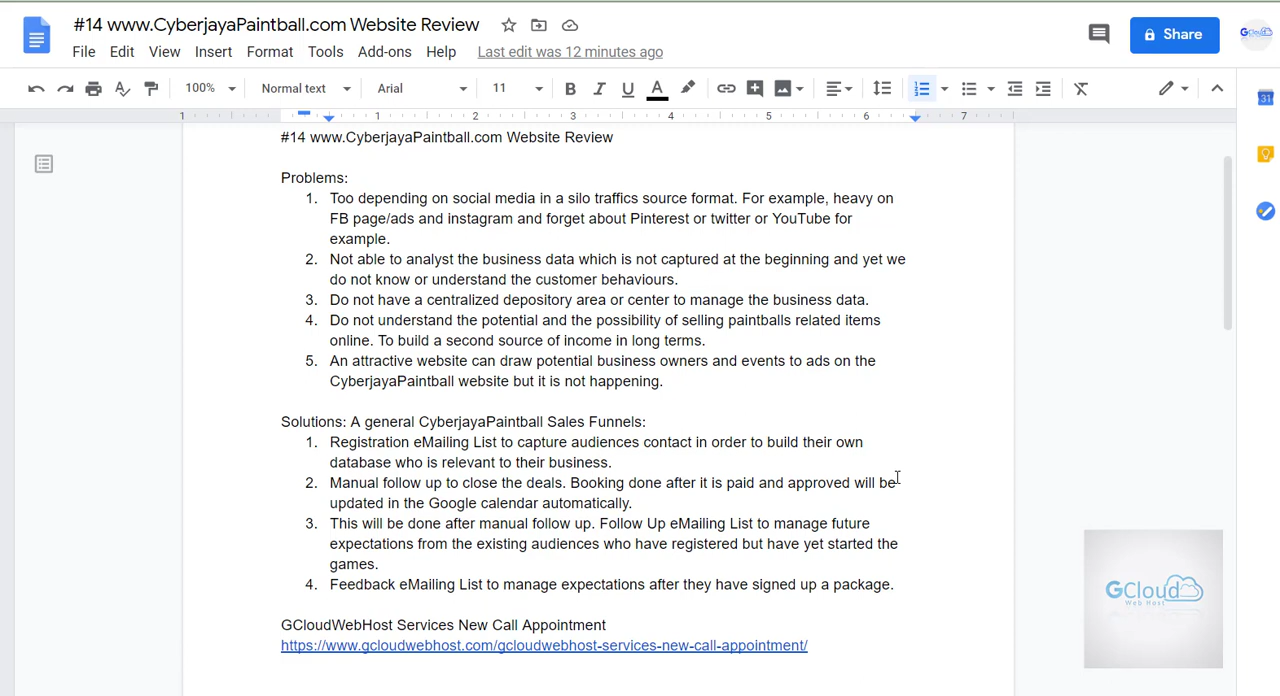 #14 www.CyberjayaPaintball.com Website Review
File Edit View Insert Format Tools Add-ons Help Last edit was 12 minutes ago
Share
GCloud
100% Normal text Arial 11 B I U A
31
1 1 2 3 4 5 6 7
#14 www.CyberjayaPaintball.com Website Review
Problems:
1. Too depending on social media in a silo traffics source format. For example, heavy on
FB page/ads and instagram and forget about Pinterest or twitter or YouTube for
example.
2. Not able to analyst the business data which is not captured at the beginning and yet we
do not know or understand the customer behaviours.
3. Do not have a centralized depository area or center to manage the business data.
4. Do not understand the potential and the possibility of selling paintballs related items
online. To build a second source of income in long terms.
5. An attractive website can draw potential business owners and events to ads on the
CyberjayaPaintball website but it is not happening.
Solutions: A general CyberjayaPaintball Sales Funnels:
1. Registration eMailing List to capture audiences contact in order to build their own
database who is relevant to their business.
2. Manual follow up to close the deals. Booking done after it is paid and approved will be
updated in the Google calendar automatically.
3. This will be done after manual follow up. Follow Up eMailing List to manage future
expectations from the existing audiences who have registered but have yet started the
games.
4. Feedback eMailing List to manage expectations after they have signed up a package.
GCloudWebHost Services New Call Appointment
https://www.gcloudwebhost.com/gcloudwebhost-services-new-call-appointment/
GCloud
Web Host